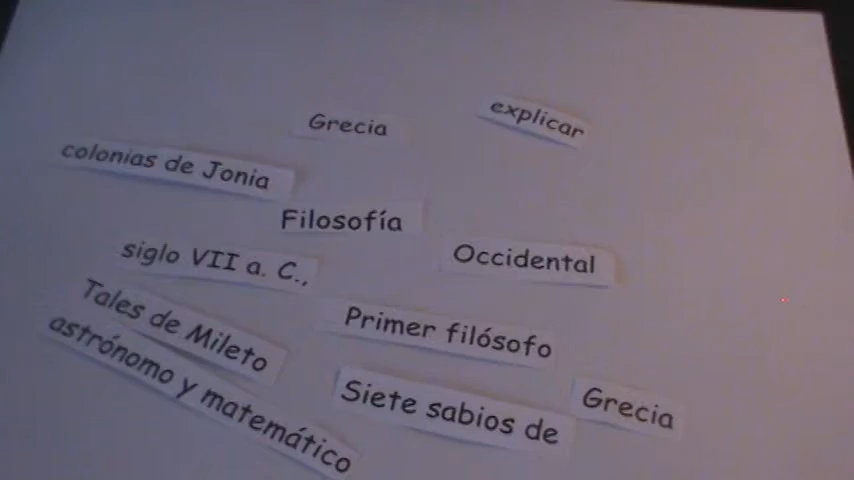 Grecia
explicar
colonias de Jonia
Filosofía
Occidental
siglo VII a. C.,
Tales de Mileto
Primer filósofo
astrónomo y matemático
Siete sabios de
Grecia